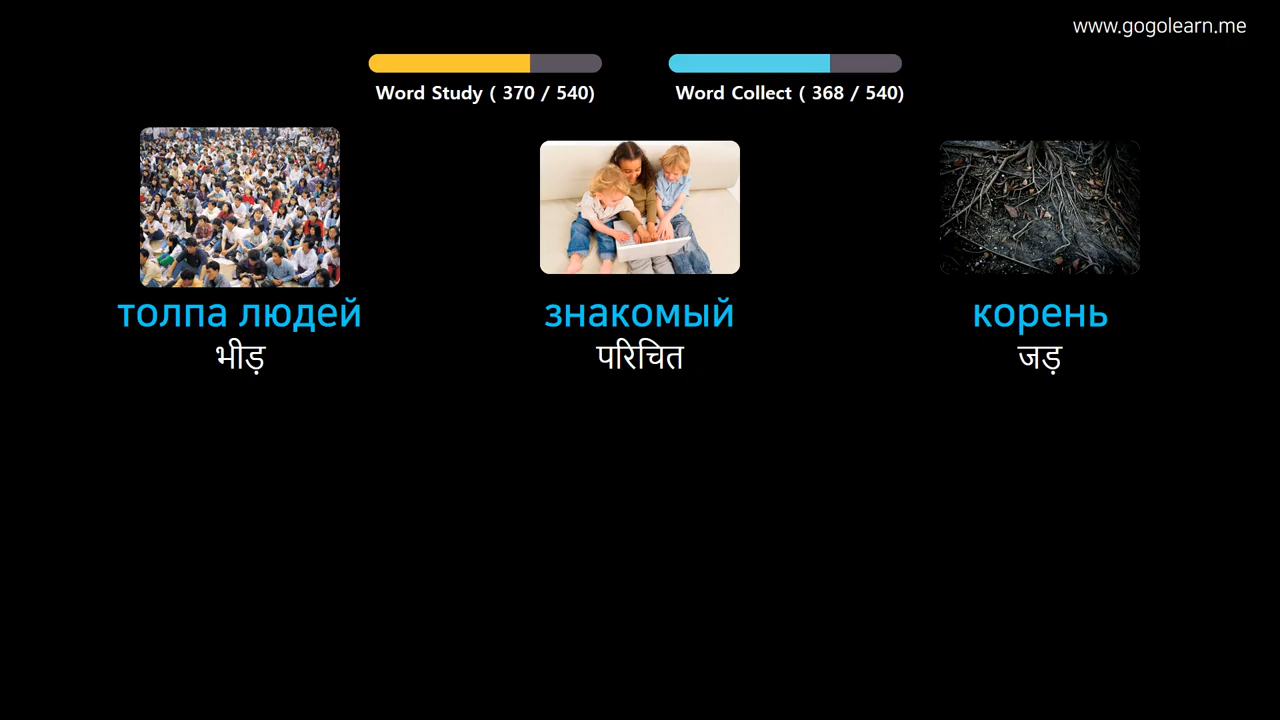 www.gogolearn.me
Word Study ( 370 / 540)
Word Collect ( 368 / 540)
толпа людей
भीड़
знакомый
परिचित
корень
जड़